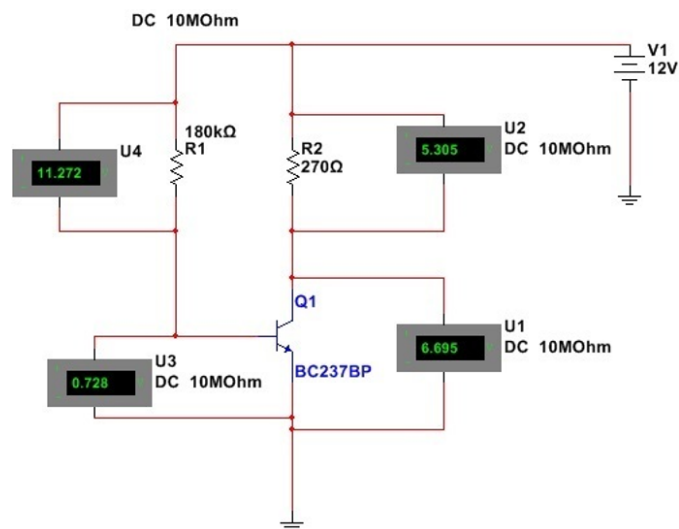 DC 10MOhm
V1
12V
180kΩ
R1
U4
11.272
R2
270Ω
U2
5.305
DC 10MOhm
Q1
BC237BP
U3
0.728
DC 10MOhm
U1
6.695
DC 10MOhm